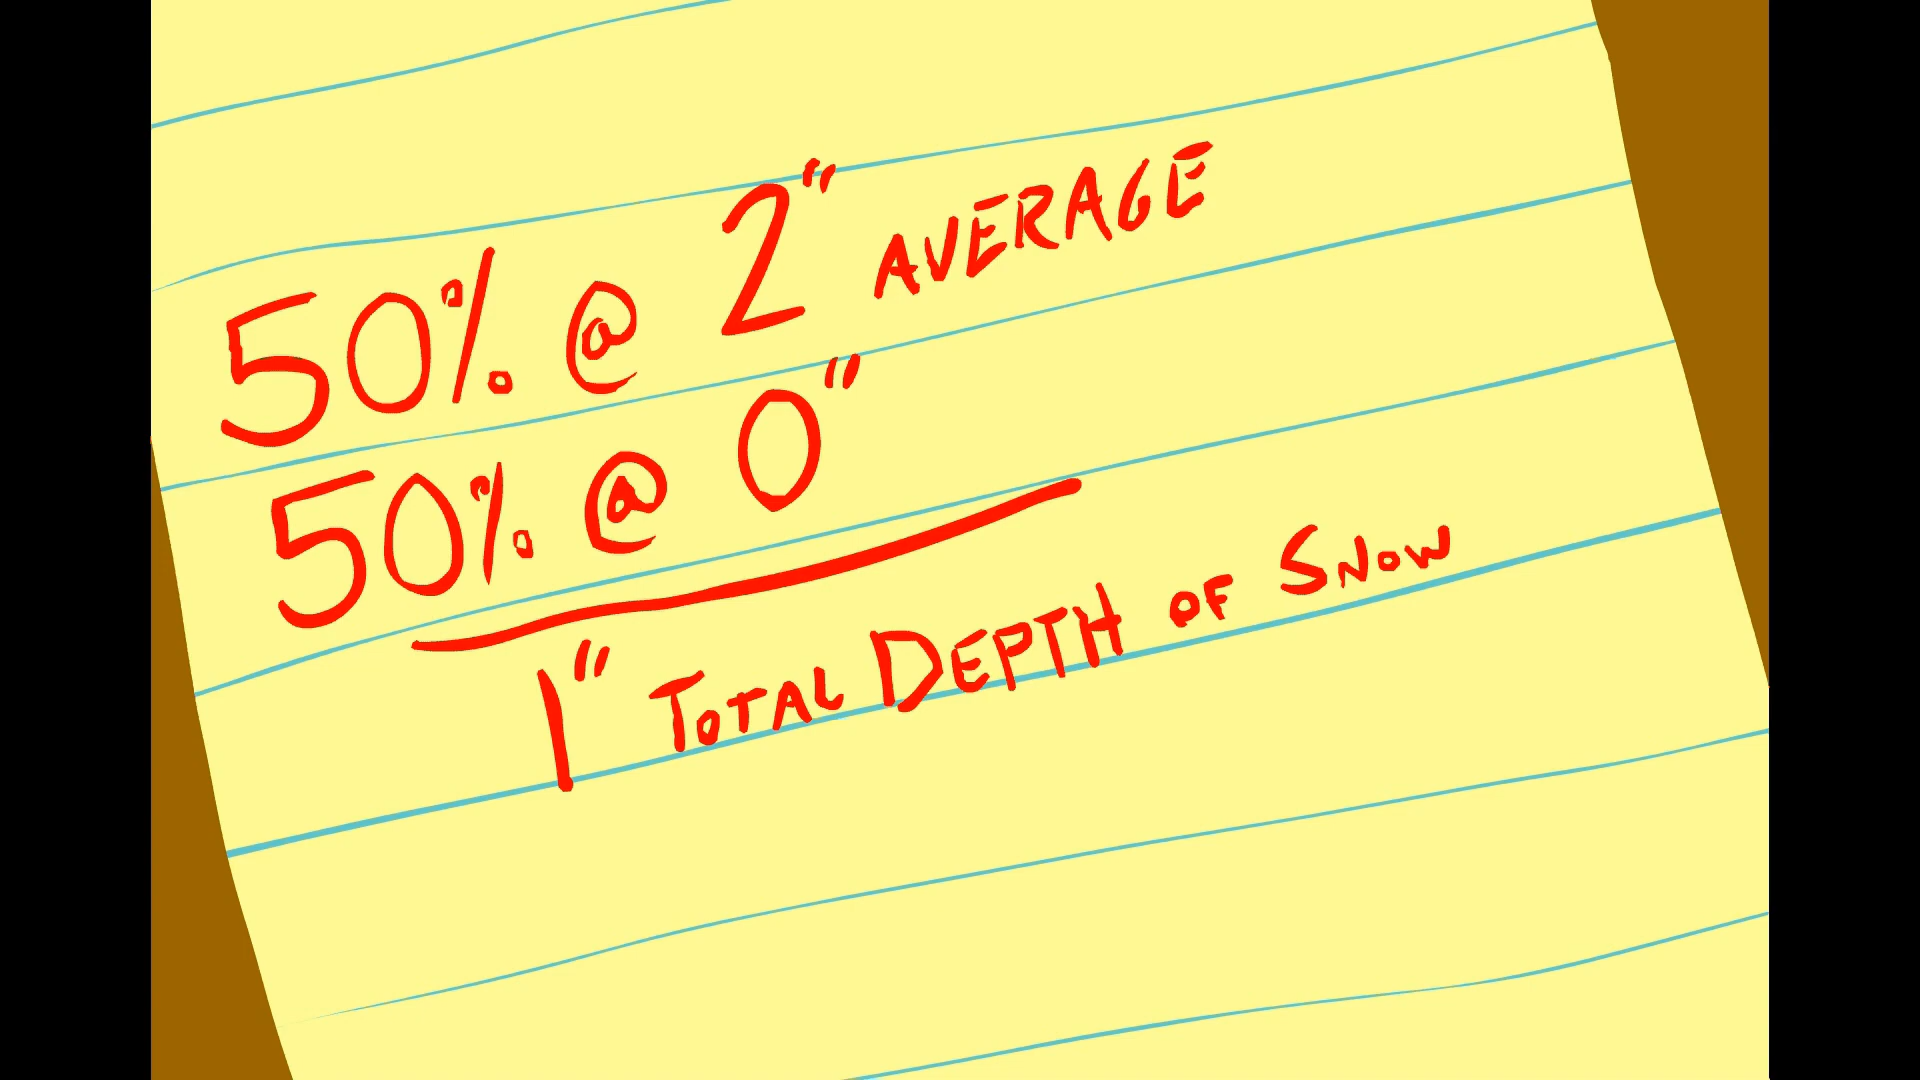 50% @ 2" AVERAGE
50% @ 0"
1" TOTAL DEPTH OF SNOW